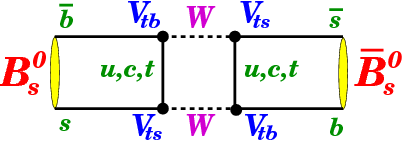 b̅ V_tb W V_ts s̅
B_s^0 u,c,t u,c,t B̅_s^0
s V_ts W V_tb b